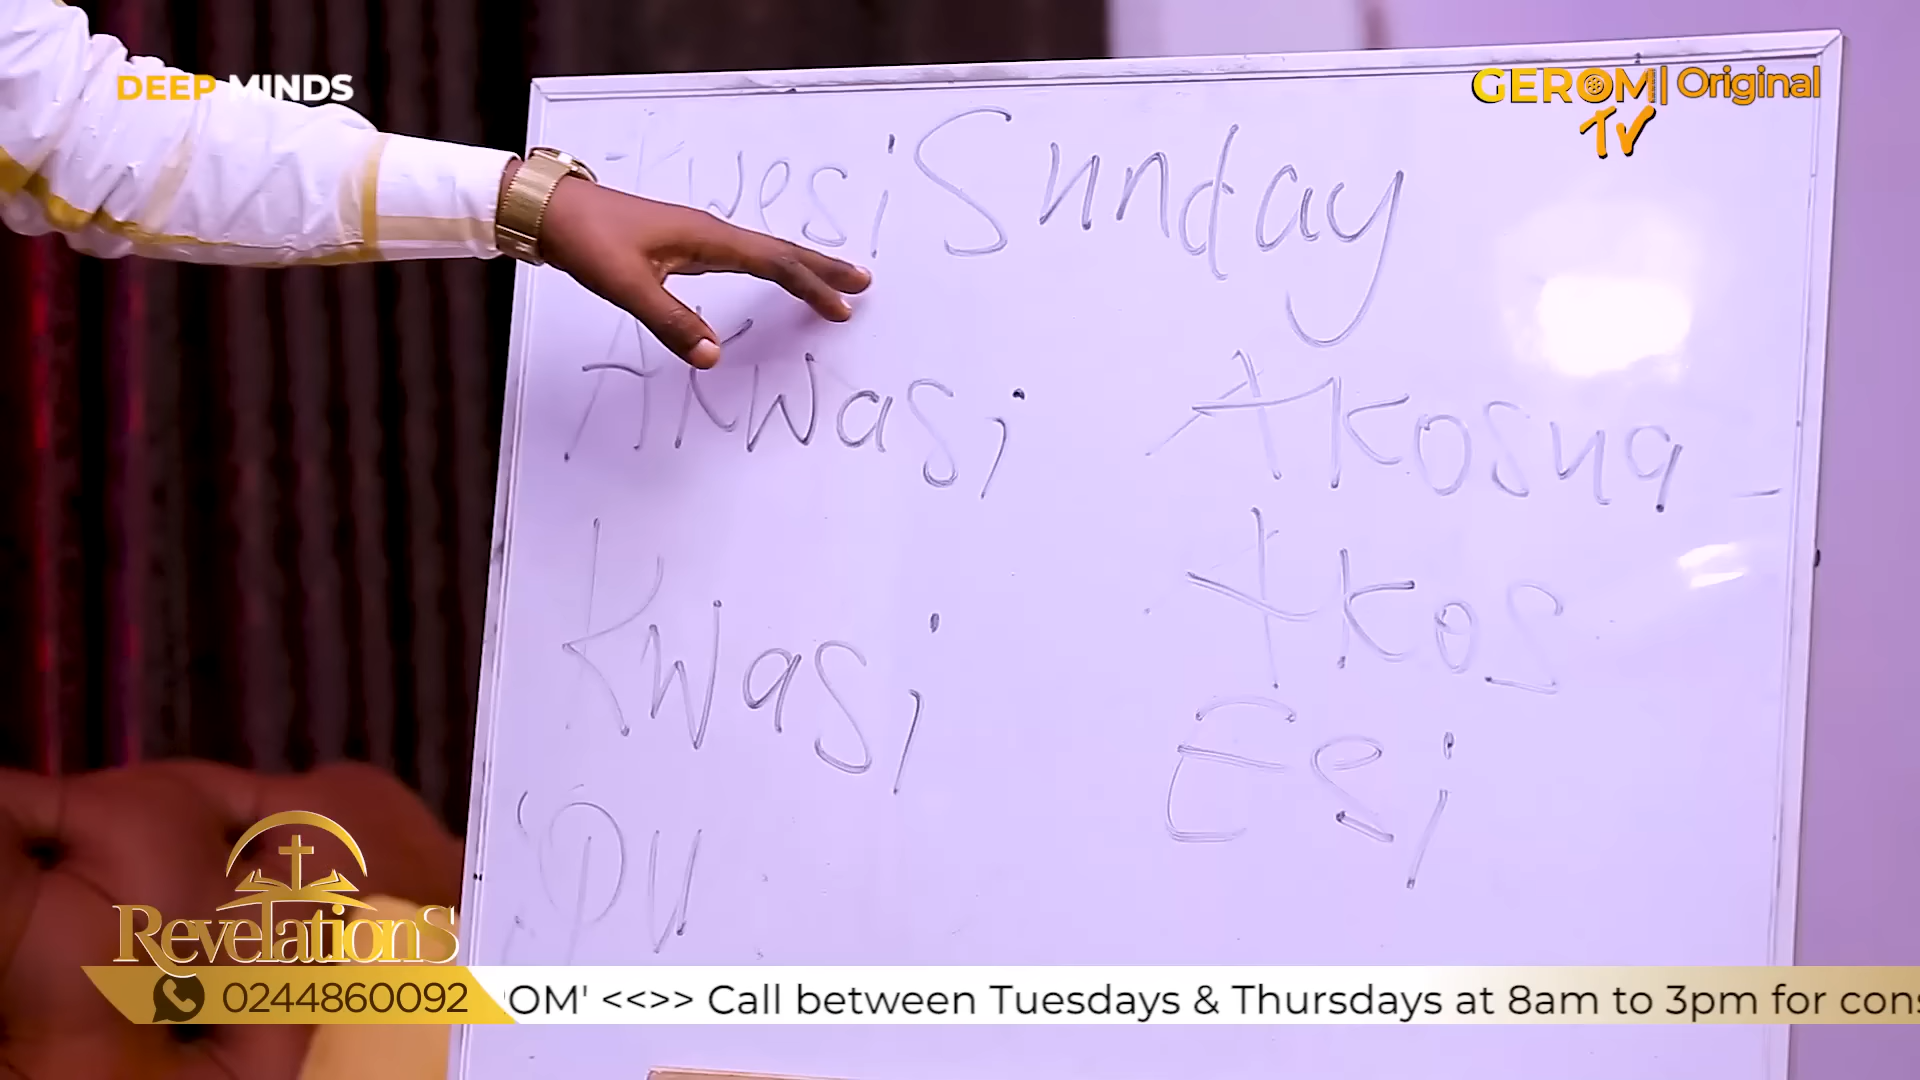 DEEP MINDS
GEROM TV | Original
Kwesi Sunday
Akwasi Akosua -
Kwasi Akos
Esi
Revelations
0244860092 OM' <<>> Call between Tuesdays & Thursdays at 8am to 3pm for cons